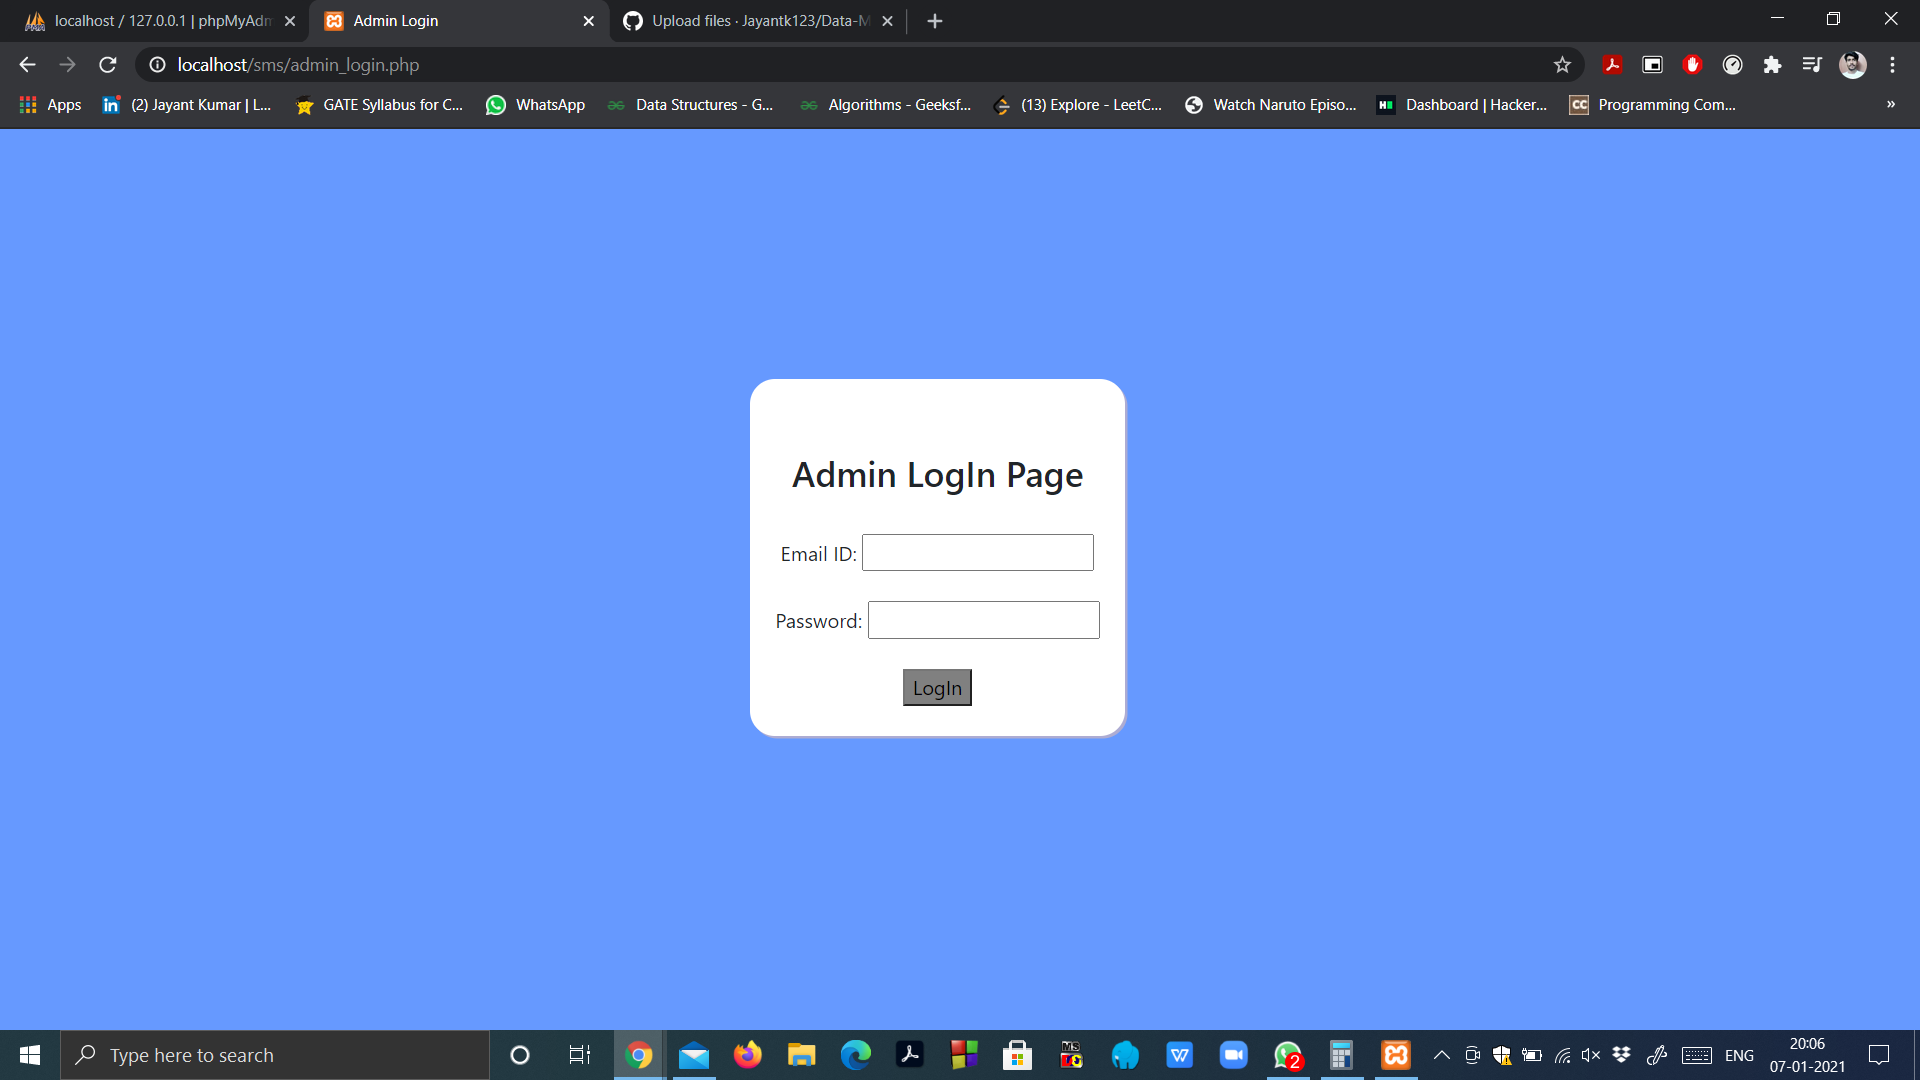 localhost / 127.0.0.1 | phpMyAdm
Admin Login
Upload files · Jayantk123/Data-M
localhost/sms/admin_login.php
Apps
(2) Jayant Kumar | L...
GATE Syllabus for C...
WhatsApp
Data Structures - G...
Algorithms - Geeksf...
(13) Explore - LeetC...
Watch Naruto Episo...
Dashboard | Hacker...
Programming Com...
»
Admin LogIn Page
Email ID:
Password:
LogIn
Type here to search
2
ENG
20:06
07-01-2021